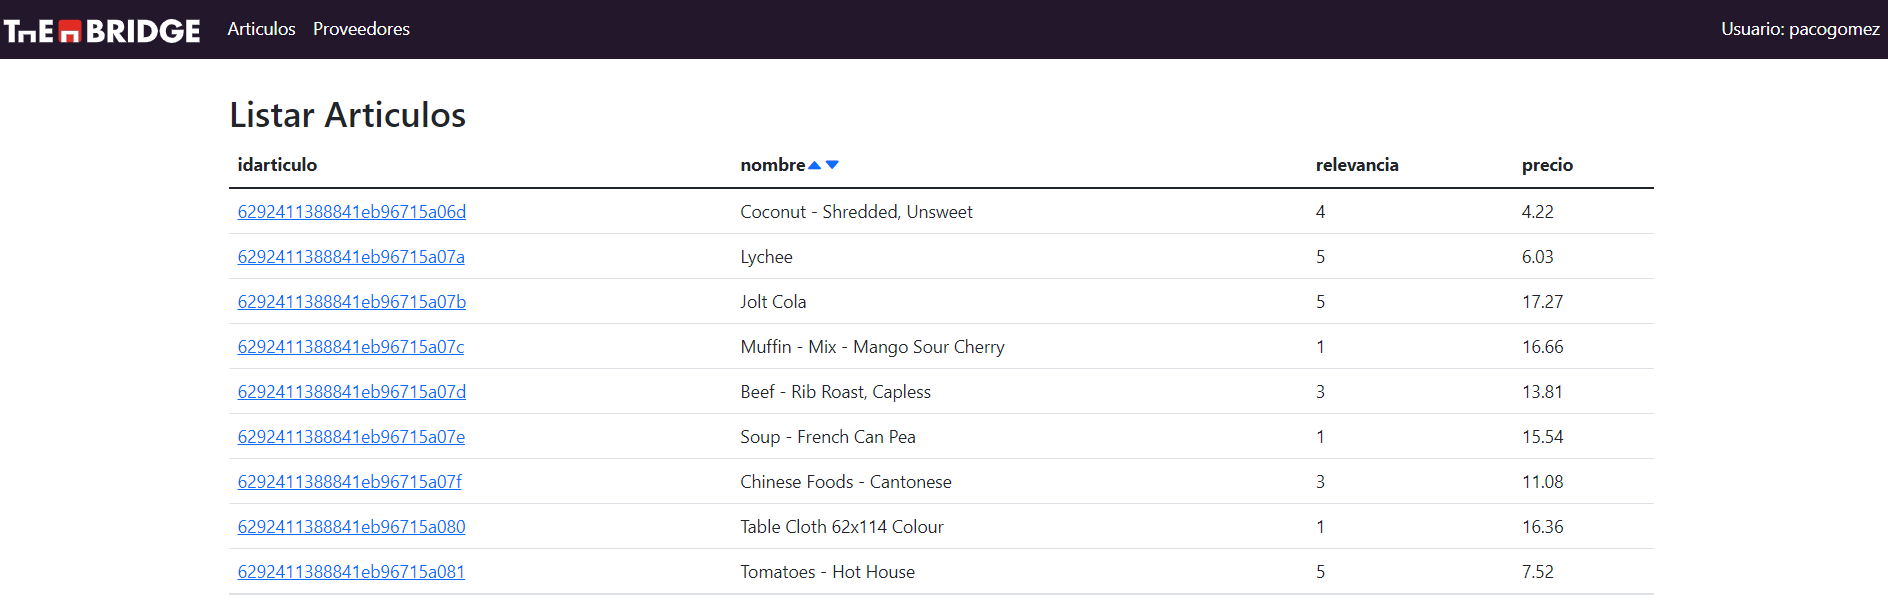 THE BRIDGE Articulos Proveedores Usuario: pacogomez
Listar Articulos
idarticulo nombre relevancia precio
6292411388841eb96715a06d Coconut - Shredded, Unsweet 4 4.22
6292411388841eb96715a07a Lychee 5 6.03
6292411388841eb96715a07b Jolt Cola 5 17.27
6292411388841eb96715a07c Muffin - Mix - Mango Sour Cherry 1 16.66
6292411388841eb96715a07d Beef - Rib Roast, Capless 3 13.81
6292411388841eb96715a07e Soup - French Can Pea 1 15.54
6292411388841eb96715a07f Chinese Foods - Cantonese 3 11.08
6292411388841eb96715a080 Table Cloth 62x114 Colour 1 16.36
6292411388841eb96715a081 Tomatoes - Hot House 5 7.52